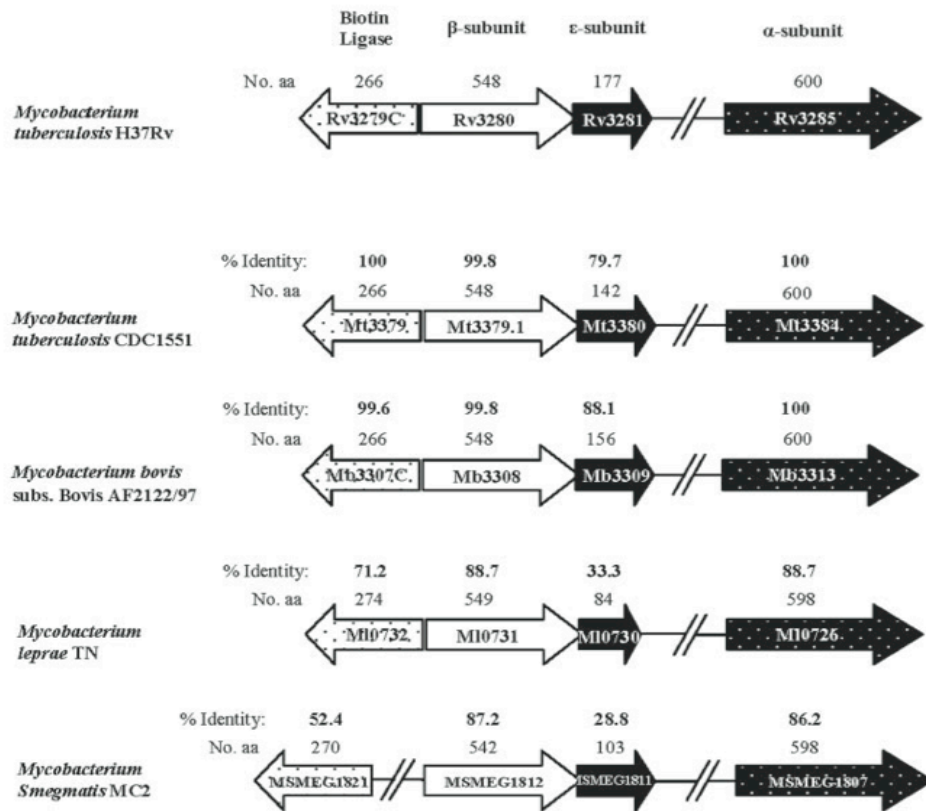 Biotin
Ligase β-subunit ε-subunit α-subunit
No. aa 266 548 177 600
Mycobacterium
tuberculosis H37Rv
Rv3279C Rv3280 Rv3281 Rv3285
% Identity: 100 99.8 79.7 100
No. aa 266 548 142 600
Mycobacterium
tuberculosis CDC1551
Mt3379 Mt3379.1 Mt3380 Mt3384
% Identity: 99.6 99.8 88.1 100
No. aa 266 548 156 600
Mycobacterium bovis
subs. Bovis AF2122/97
Mb3307C Mb3308 Mb3309 Mb3313
% Identity: 71.2 88.7 33.3 88.7
No. aa 274 549 84 598
Mycobacterium
leprae TN
Ml0732 Ml0731 Ml0730 Ml0726
% Identity: 52.4 87.2 28.8 86.2
No. aa 270 542 103 598
Mycobacterium
Smegmatis MC2
MSMEG1821 MSMEG1812 MSMEG1811 MSMEG1807